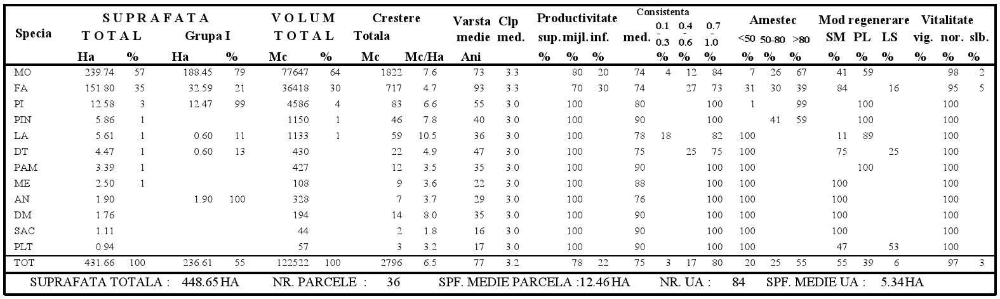 S U P R A F A T A V O L U M Crestere Varsta Clp Productivitate Consistenta Amestec Mod regenerare Vitalitate
Specia T O T A L Grupa I T O T A L Totala medie med. sup. mijl. inf. med. 0.1-0.3 0.4-0.6 0.7-1.0 <50 50-80 >80 SM PL LS vig. nor. slb.
Ha % Ha % Mc % Mc Mc/Ha Ani % % % % % % % % % % % % % % %
MO 239.74 57 188.45 79 77647 64 1822 7.6 73 3.3 80 20 74 4 12 84 7 26 67 41 59 98 2
FA 151.80 35 32.59 21 36418 30 717 4.7 93 3.3 70 30 74 27 73 31 30 39 84 16 95 5
PI 12.58 3 12.47 99 4586 4 83 6.6 55 3.0 100 80 100 1 99 100 100
PIN 5.86 1 1150 1 46 7.8 40 3.0 100 90 100 41 59 100 100
LA 5.61 1 0.60 11 1133 1 59 10.5 36 3.0 100 78 18 82 100 11 89 100
DT 4.47 1 0.60 13 430 22 4.9 47 3.0 100 75 25 75 100 75 25 100
PAM 3.39 1 427 12 3.5 35 3.0 100 90 100 100 100 100
ME 2.50 1 108 9 3.6 22 3.0 100 88 100 100 100 100
AN 1.90 1.90 100 328 7 3.7 29 3.0 100 76 100 100 100 100
DM 1.76 194 14 8.0 35 3.0 100 90 100 100 100 100
SAC 1.11 44 2 1.8 16 3.0 100 90 100 100 100 100
PLT 0.94 57 3 3.2 17 3.0 100 90 100 100 47 53 100
TOT 431.66 100 236.61 55 122522 100 2796 6.5 77 3.2 78 22 75 3 17 80 20 25 55 55 39 6 97 3
SUPRAFATA TOTALA : 448.65 HA NR. PARCELE : 36 SPF. MEDIE PARCELA : 12.46 HA NR. UA : 84 SPF. MEDIE UA : 5.34 HA